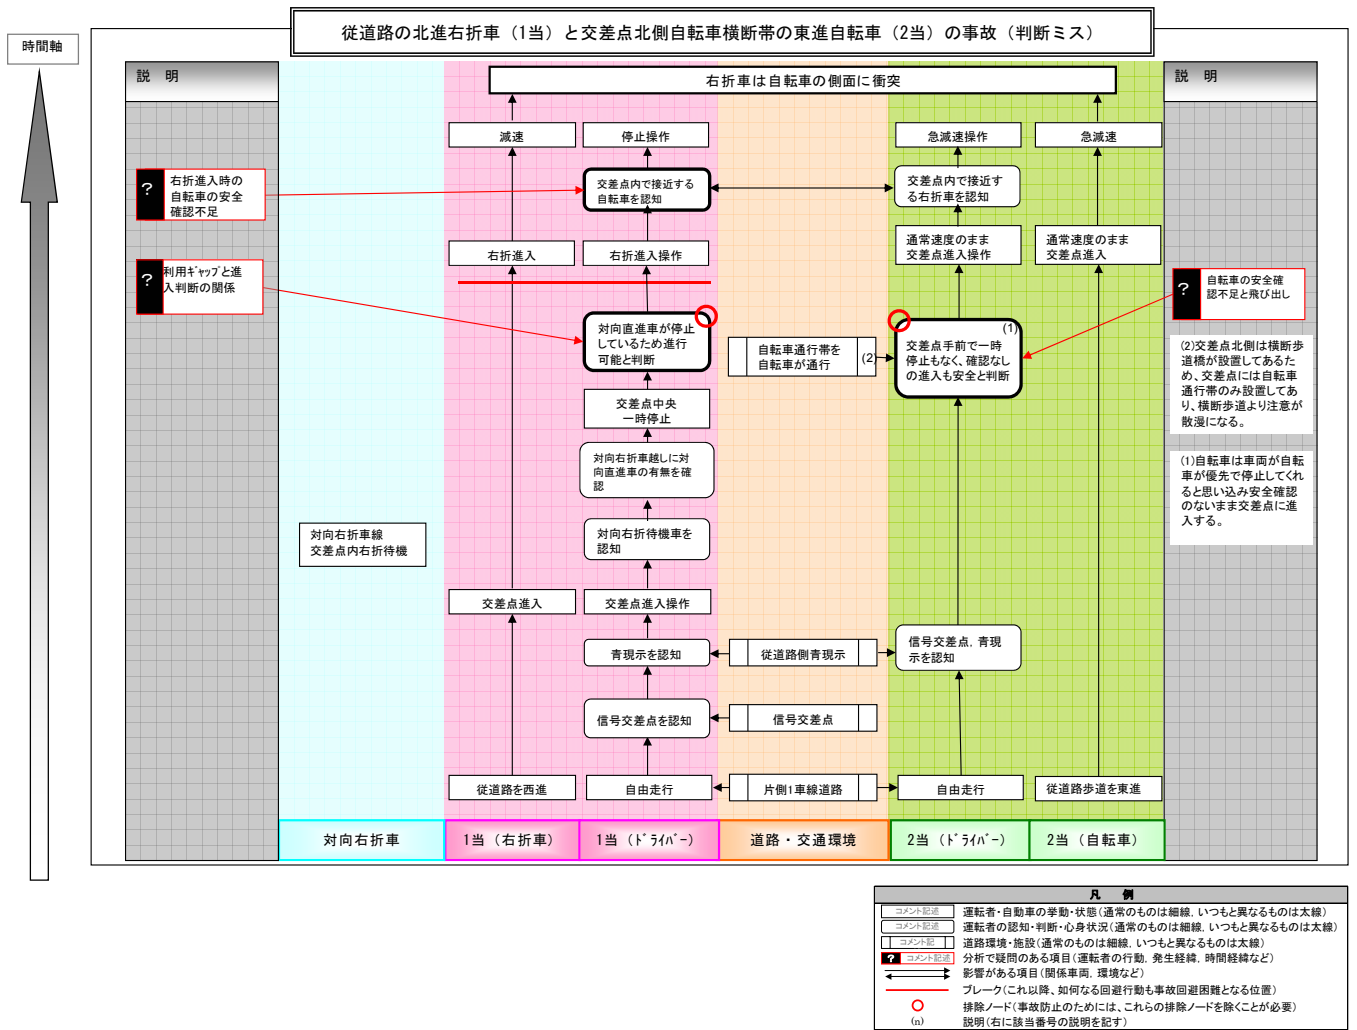 従道路の北進右折車（1当）と交差点北側自転車横断帯の東進自転車（2当）の事故（判断ミス）
時間軸
説　明
説　明
右折車は自転車の側面に衝突
減速
停止操作
急減速操作
急減速
?
右折進入時の
自転車の安全
確認不足
交差点内で接近する
自転車を認知
交差点内で接近す
る右折車を認知
右折進入
右折進入操作
通常速度のまま
交差点進入操作
通常速度のまま
交差点進入
?
利用ｷﾞｬｯﾌﾟと進
入判断の関係
?
自転車の安全確
認不足と飛び出し
対向直進車が停止
しているため進行
可能と判断
自転車通行帯を
自転車が通行
(2)
(1)
交差点手前で一時
停止もなく、確認なし
の進入も安全と判断
(2)交差点北側は横断歩
道橋が設置してあるた
め、交差点には自転車
通行帯のみ設置してあ
り、横断歩道より注意が
散漫になる。
交差点中央
一時停止
対向右折車越しに対
向直進車の有無を確
認
(1)自転車は車両が自転
車が優先で停止してくれ
ると思い込み安全確認
のないまま交差点に進
入する。
対向右折車線
交差点内右折待機
対向右折待機車を
認知
交差点進入
交差点進入操作
青現示を認知
従道路側青現示
信号交差点，青現
示を認知
信号交差点を認知
信号交差点
従道路を西進
自由走行
片側1車線道路
自由走行
従道路歩道を東進
対向右折車
1当（右折車）
1当（ﾄﾞﾗｲﾊﾞｰ）
道路・交通環境
2当（ﾄﾞﾗｲﾊﾞｰ）
2当（自転車）
凡　例
コメント記述
運転者・自動車の挙動・状態（通常のものは細線，いつもと異なるものは太線）
コメント記述
運転者の認知・判断・心身状況（通常のものは細線，いつもと異なるものは太線）
コメント記
道路環境・施設（通常のものは細線，いつもと異なるものは太線）
?
コメント記述
分析で疑問のある項目（運転者の行動，発生経緯，時間経緯など）
影響がある項目（関係車両，環境など）
ブレーク（これ以降、如何なる回避行動も事故回避困難となる位置）
排除ノード（事故防止のためには、これらの排除ノードを除くことが必要）
(n)
説明（右に該当番号の説明を記す）